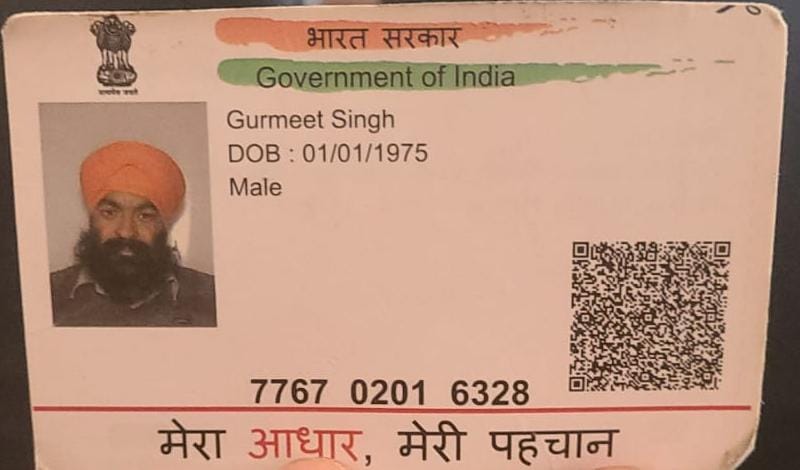 भारत सरकार
Government of India
सत्यमेव जयते
Gurmeet Singh
DOB : 01/01/1975
Male
7767 0201 6328
मेरा आधार, मेरी पहचान